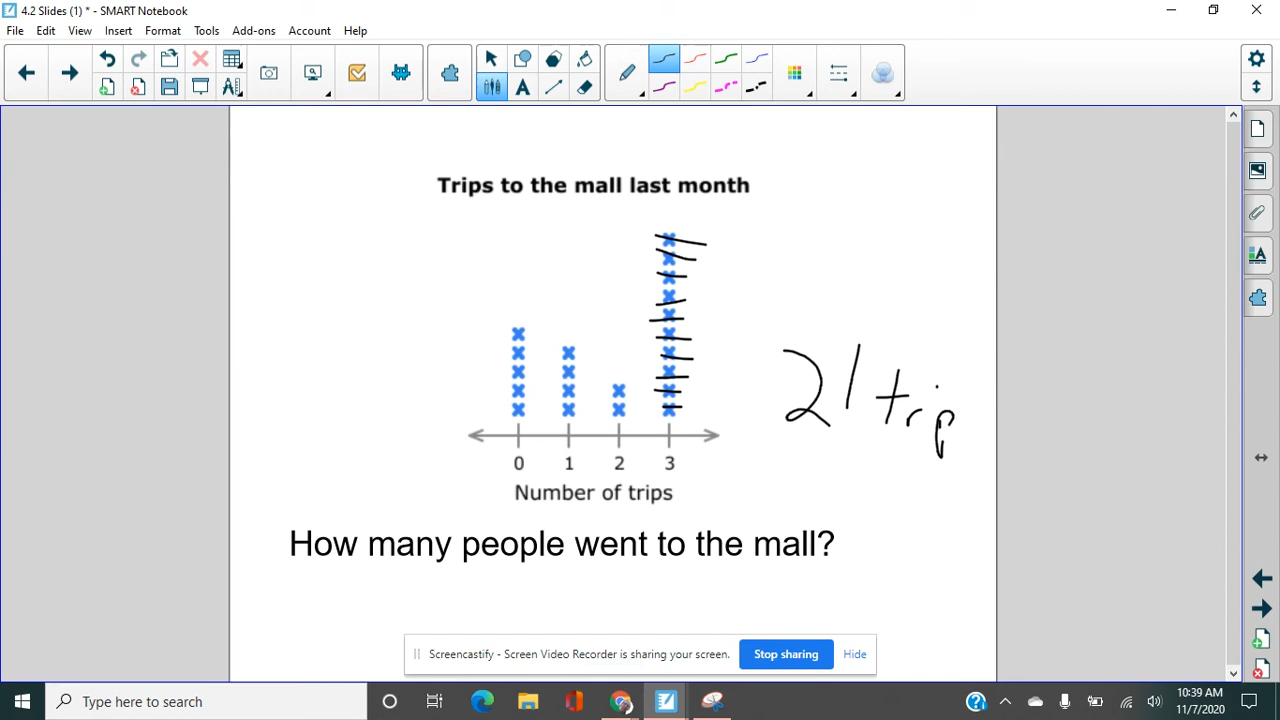 4.2 Slides (1) * - SMART Notebook
File Edit View Insert Format Tools Add-ons Account Help
Trips to the mall last month
21 trip
0 1 2 3
Number of trips
How many people went to the mall?
Screencastify - Screen Video Recorder is sharing your screen. Stop sharing Hide
Type here to search
10:39 AM
11/7/2020